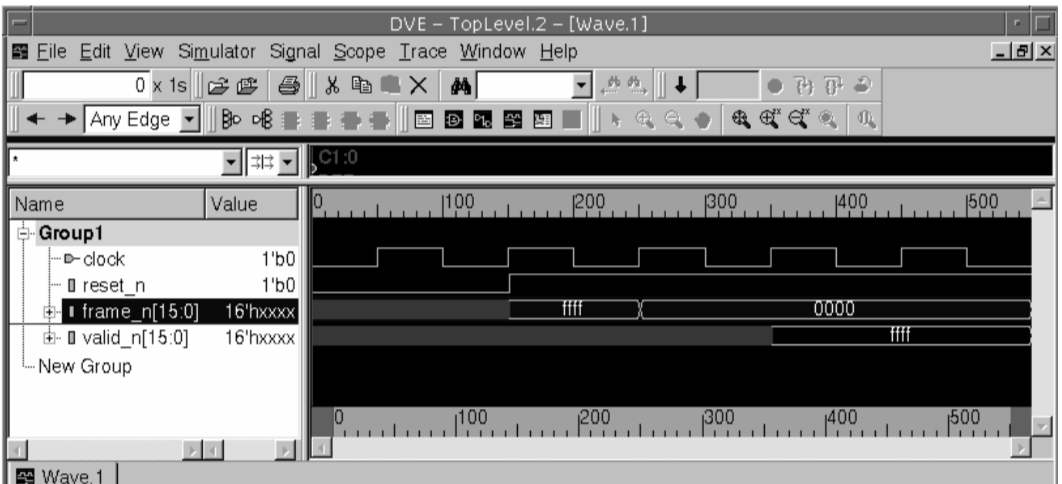 DVE – TopLevel.2 – [Wave.1]
File Edit View Simulator Signal Scope Trace Window Help
0 x 1s
Any Edge
* C1:0
Name Value 0 100 200 300 400 500
Group1
clock 1'b0
reset_n 1'b0
frame_n[15:0] 16'hxxxx ffff 0000
valid_n[15:0] 16'hxxxx ffff
New Group
0 100 200 300 400 500
Wave.1